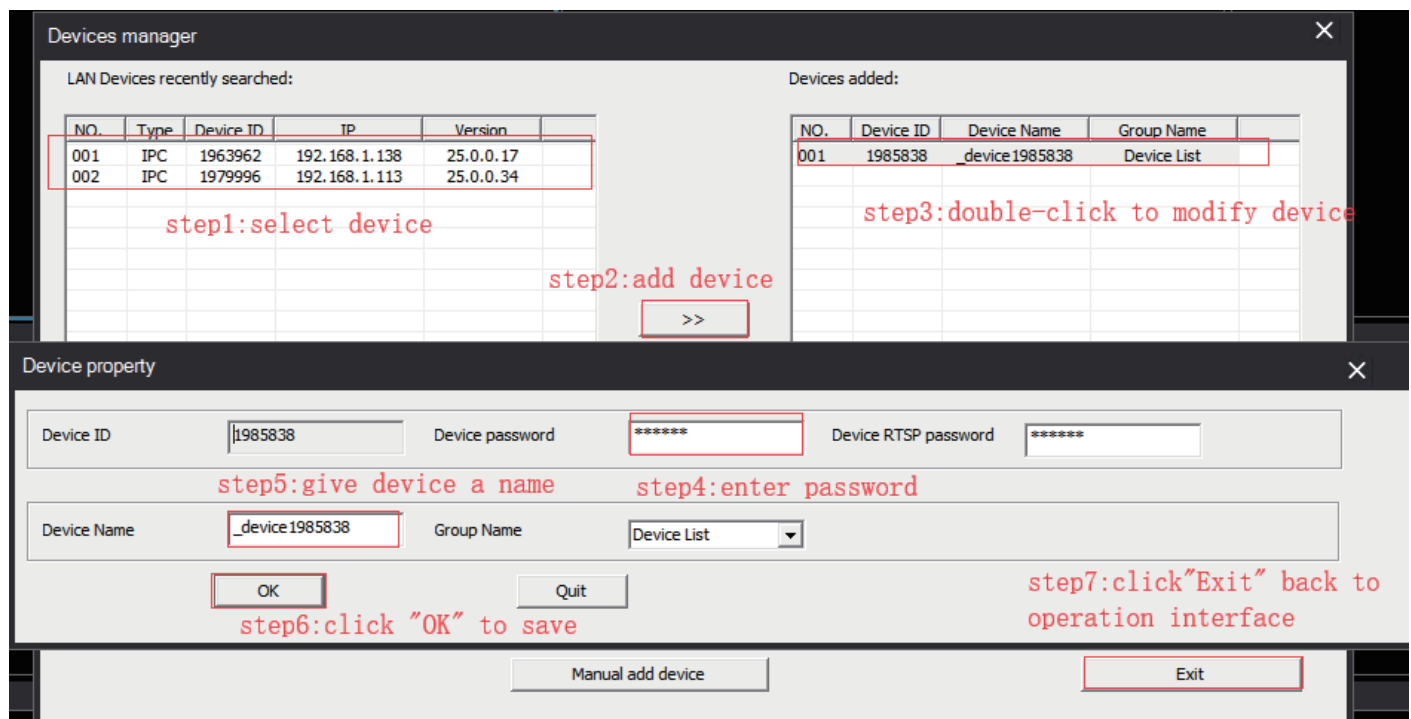 Devices manager
LAN Devices recently searched:
Devices added:
NO. Type Device ID IP Version
001 IPC 1963962 192.168.1.138 25.0.0.17
002 IPC 1979996 192.168.1.113 25.0.0.34
step1:select device
NO. Device ID Device Name Group Name
001 1985838 _device1985838 Device List
step3:double-click to modify device
step2:add device
>>
Device property
Device ID 1985838 Device password ****** Device RTSP password ******
step5:give device a name step4:enter password
Device Name _device1985838 Group Name Device List
OK Quit
step6:click "OK" to save
step7:click"Exit" back to
operation interface
Manual add device Exit